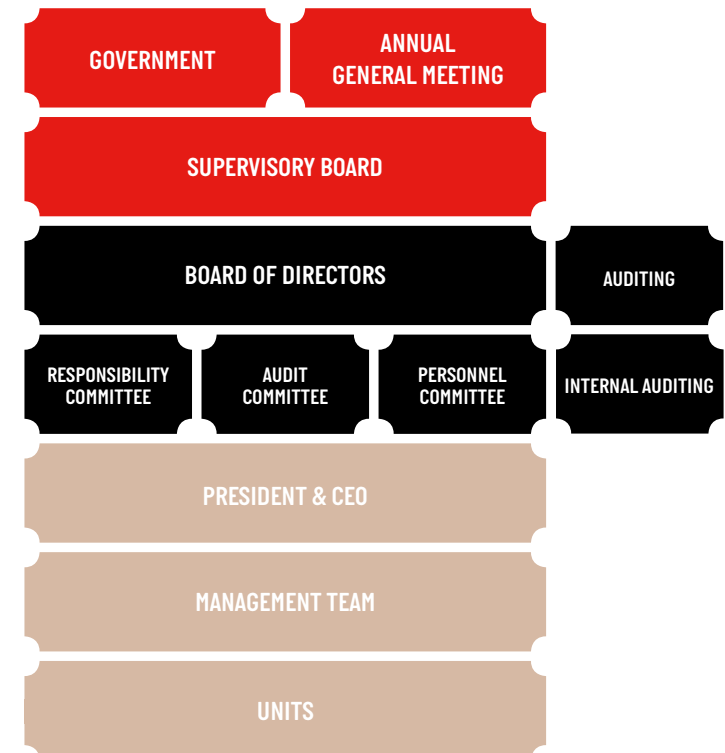 GOVERNMENT
ANNUAL
GENERAL MEETING
SUPERVISORY BOARD
BOARD OF DIRECTORS
AUDITING
RESPONSIBILITY
COMMITTEE
AUDIT
COMMITTEE
PERSONNEL
COMMITTEE
INTERNAL AUDITING
PRESIDENT & CEO
MANAGEMENT TEAM
UNITS